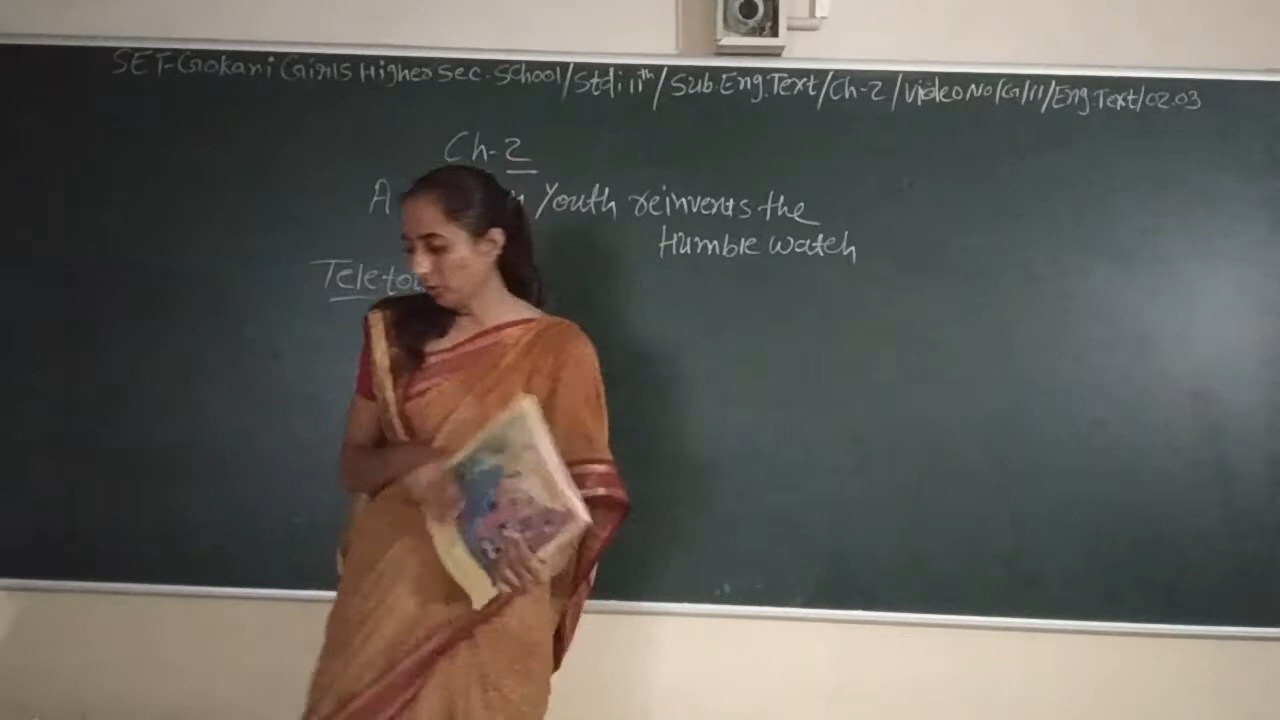 SET-Gokani Girls Higher Sec. School/Std:11th/Sub.Eng.Text/Ch-2/Video No/G/11/Eng.Text/02.03
Ch-2
A Youth reinvents the
Humble watch